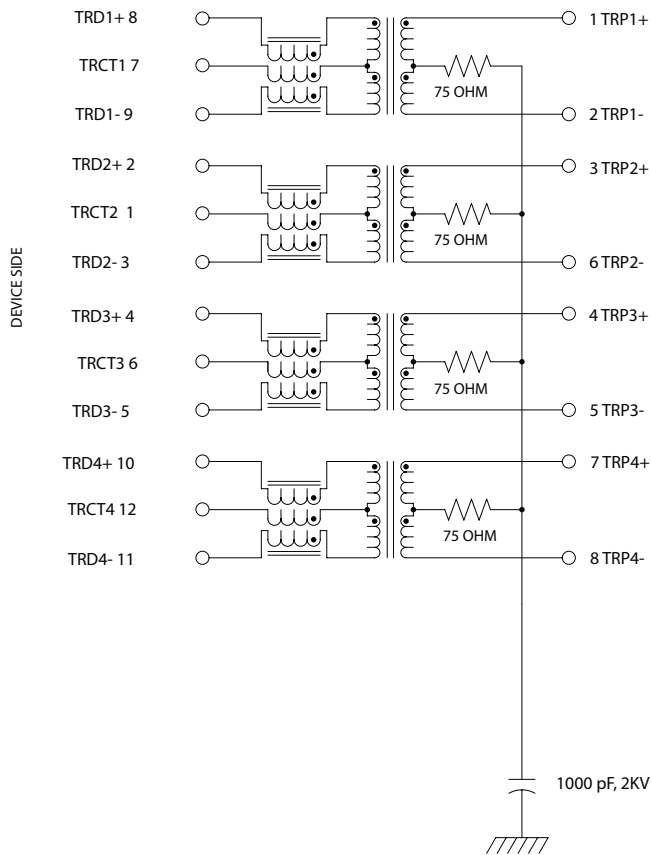 TRD1+ 8
1 TRP1+
TRCT1 7
75 OHM
TRD1- 9
2 TRP1-
TRD2+ 2
3 TRP2+
TRCT2 1
75 OHM
TRD2- 3
6 TRP2-
DEVICE SIDE
TRD3+ 4
4 TRP3+
TRCT3 6
75 OHM
TRD3- 5
5 TRP3-
TRD4+ 10
7 TRP4+
TRCT4 12
75 OHM
TRD4- 11
8 TRP4-
1000 pF, 2KV